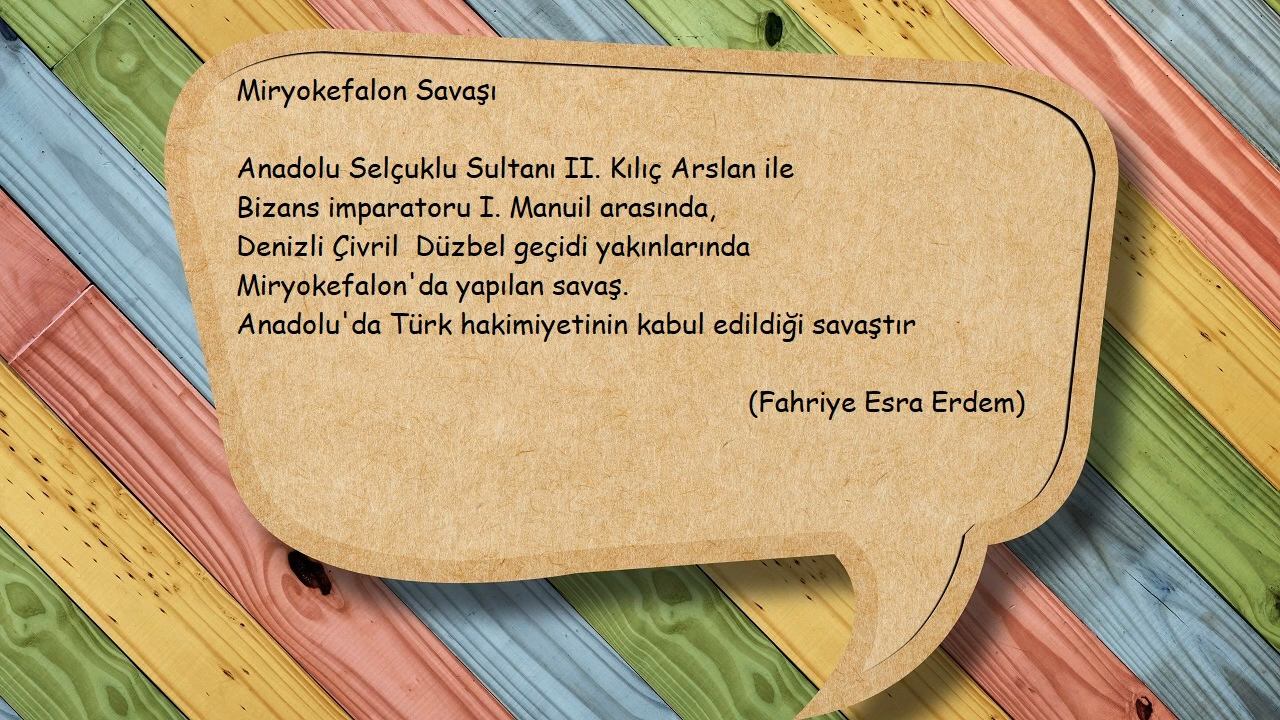 Miryokefalon Savaşı
Anadolu Selçuklu Sultanı II. Kılıç Arslan ile
Bizans imparatoru I. Manuil arasında,
Denizli Çivril  Düzbel geçidi yakınlarında
Miryokefalon'da yapılan savaş.
Anadolu'da Türk hakimiyetinin kabul edildiği savaştır
(Fahriye Esra Erdem)